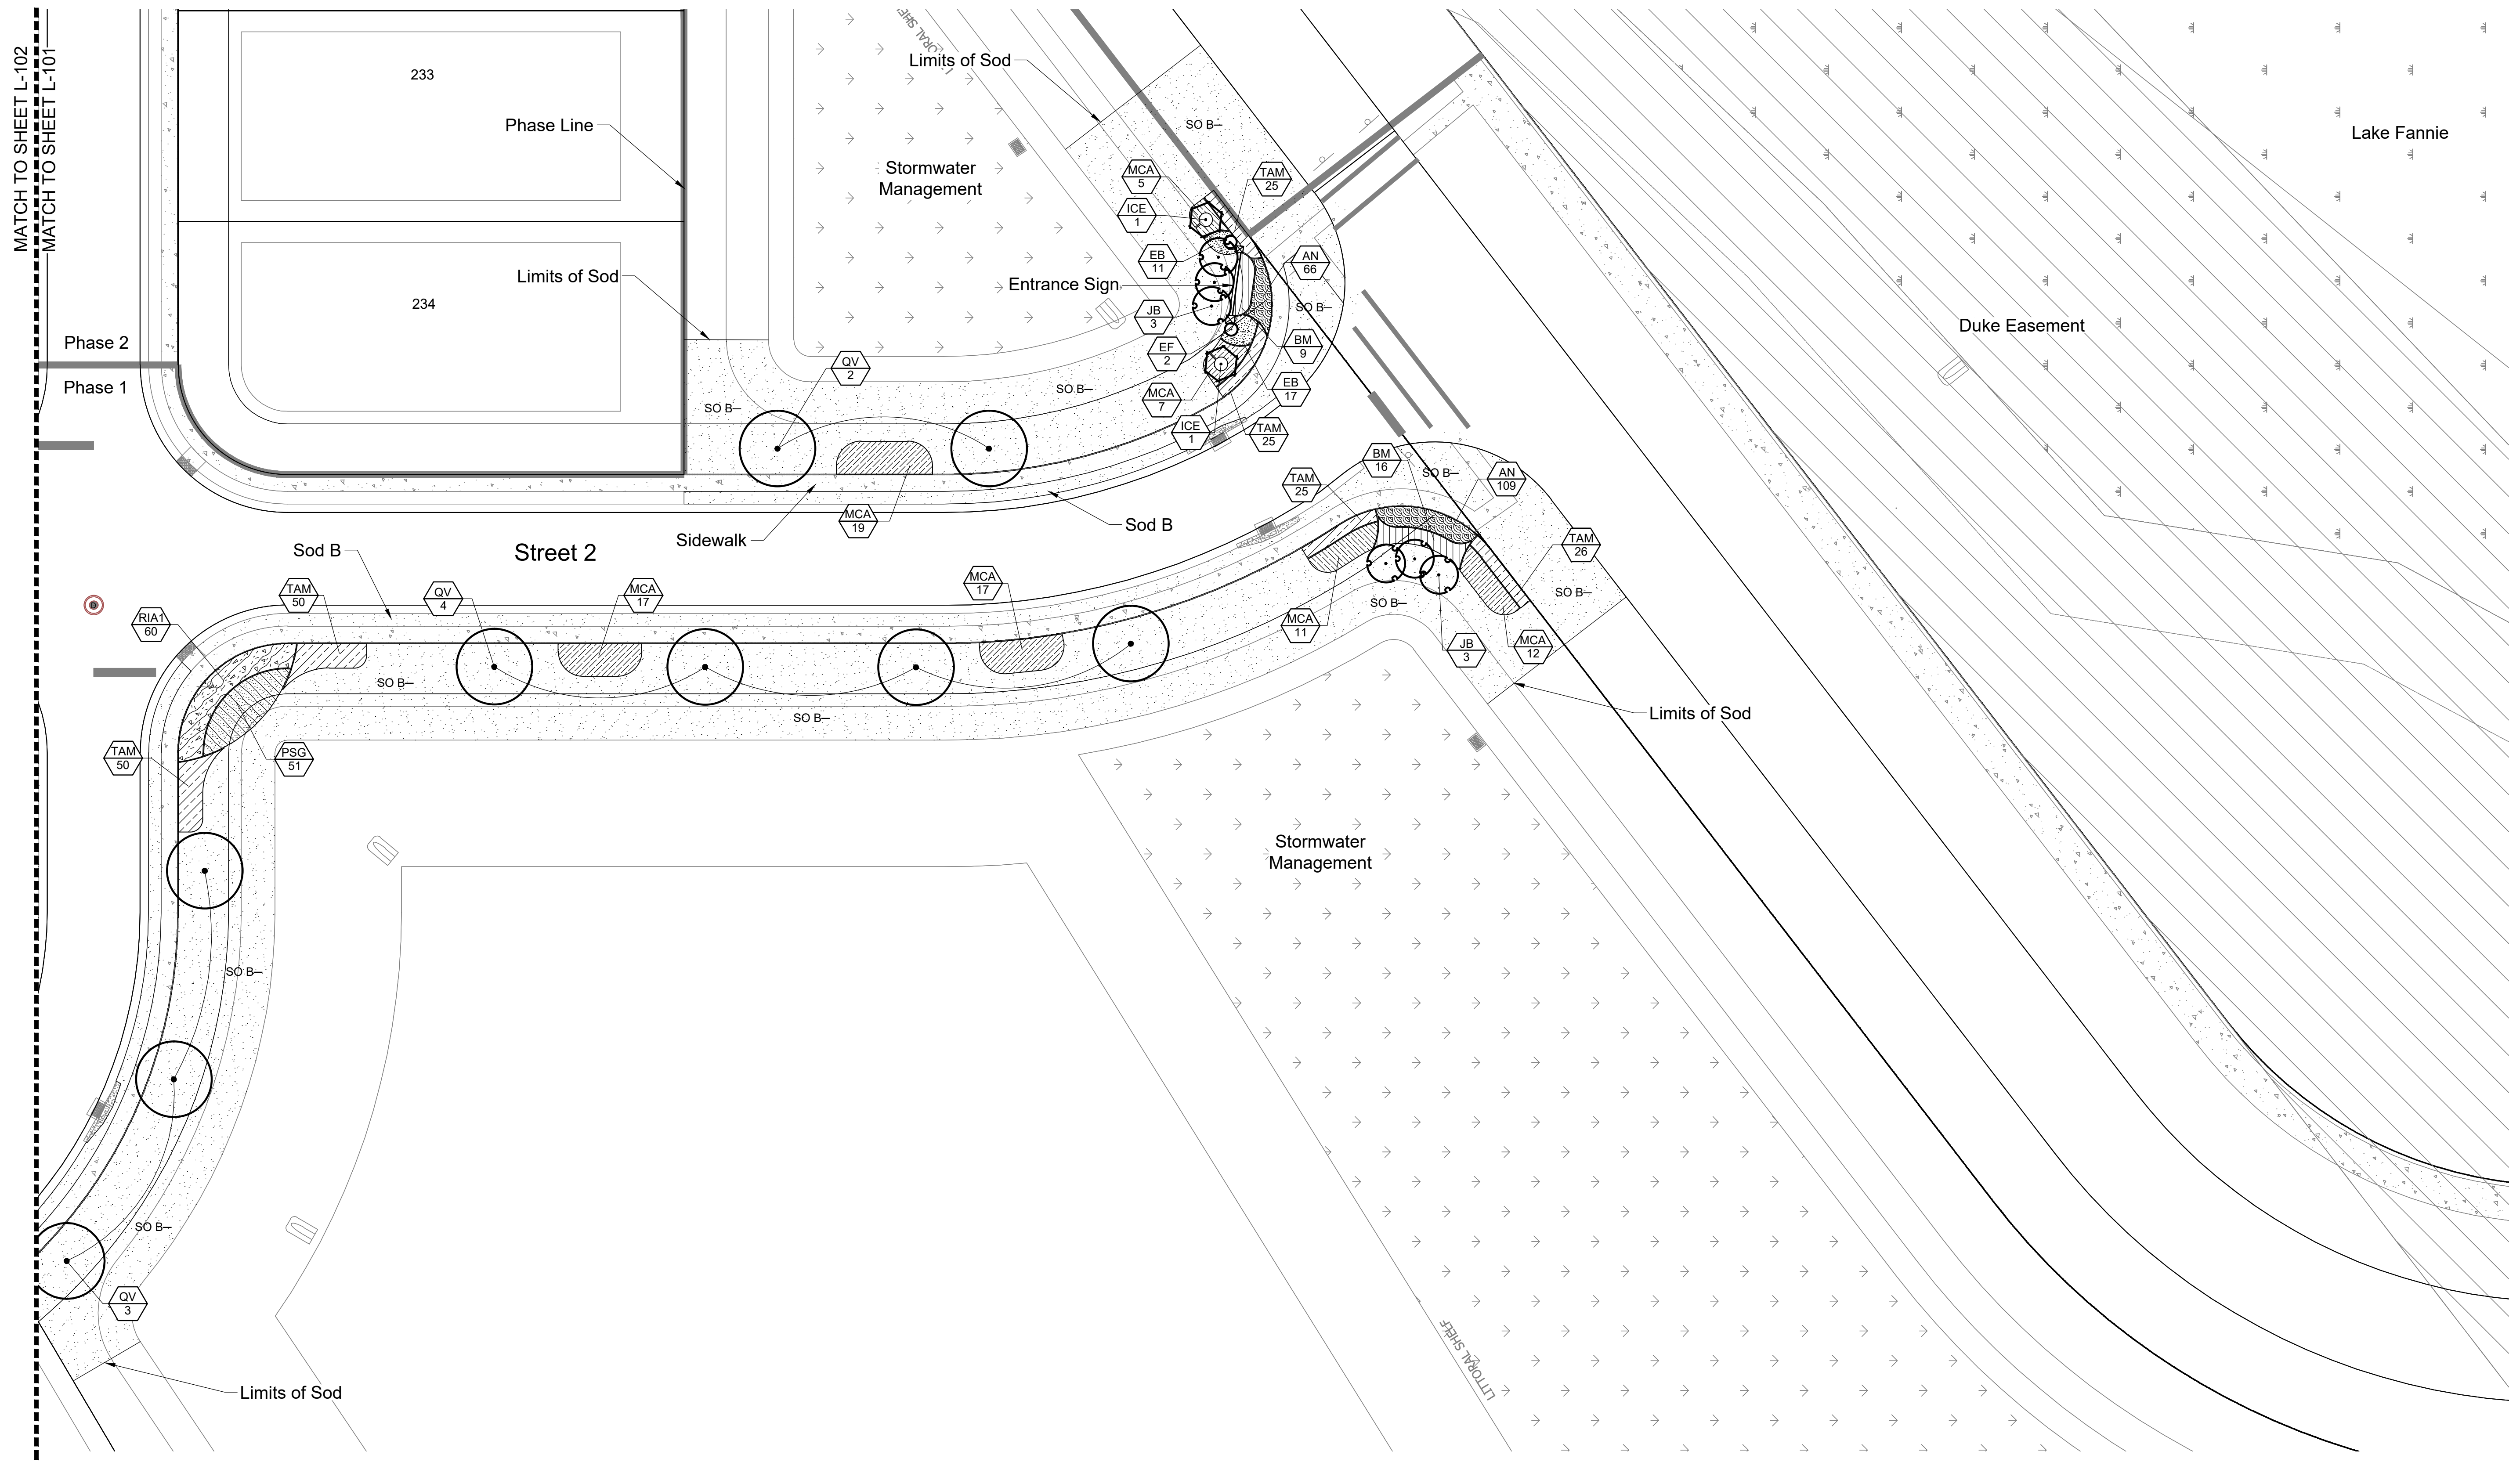 MATCH TO SHEET L-102
MATCH TO SHEET L-101
233
Phase Line
Limits of Sod
234
Phase 2
Phase 1
Stormwater
Management
Limits of Sod
SO B
Lake Fannie
Duke Easement
MCA
5
TAM
25
ICE
1
EB
11
AN
66
Entrance Sign
SO B
JB
3
EF
2
BM
9
MCA
7
EB
17
ICE
1
TAM
25
QV
2
SO B
SO B
MCA
19
Sidewalk
Sod B
Street 2
Sod B
BM
16
SO B
AN
109
TAM
25
TAM
26
SO B
SO B
MCA
11
JB
3
MCA
12
Limits of Sod
RIA1
60
TAM
50
QV
4
MCA
17
MCA
17
SO B
SO B
TAM
50
PSG
51
Stormwater
Management
SO B
SO B
QV
3
Limits of Sod
LITTORAL SHELF